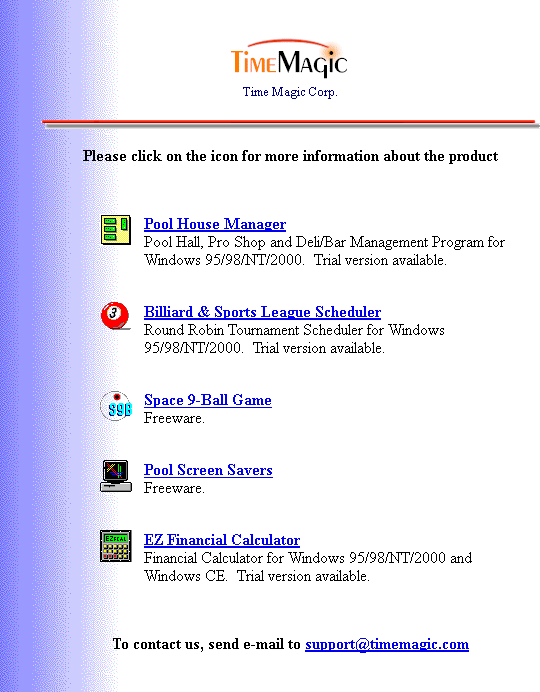 TimeMagic
Time Magic Corp.
Please click on the icon for more information about the product
Pool House Manager
Pool Hall, Pro Shop and Deli/Bar Management Program for
Windows 95/98/NT/2000.  Trial version available.
3
Billiard & Sports League Scheduler
Round Robin Tournament Scheduler for Windows
95/98/NT/2000.  Trial version available.
S9B
Space 9-Ball Game
Freeware.
Pool Screen Savers
Freeware.
EZFCAL
EZ Financial Calculator
Financial Calculator for Windows 95/98/NT/2000 and
Windows CE.  Trial version available.
To contact us, send e-mail to support@timemagic.com